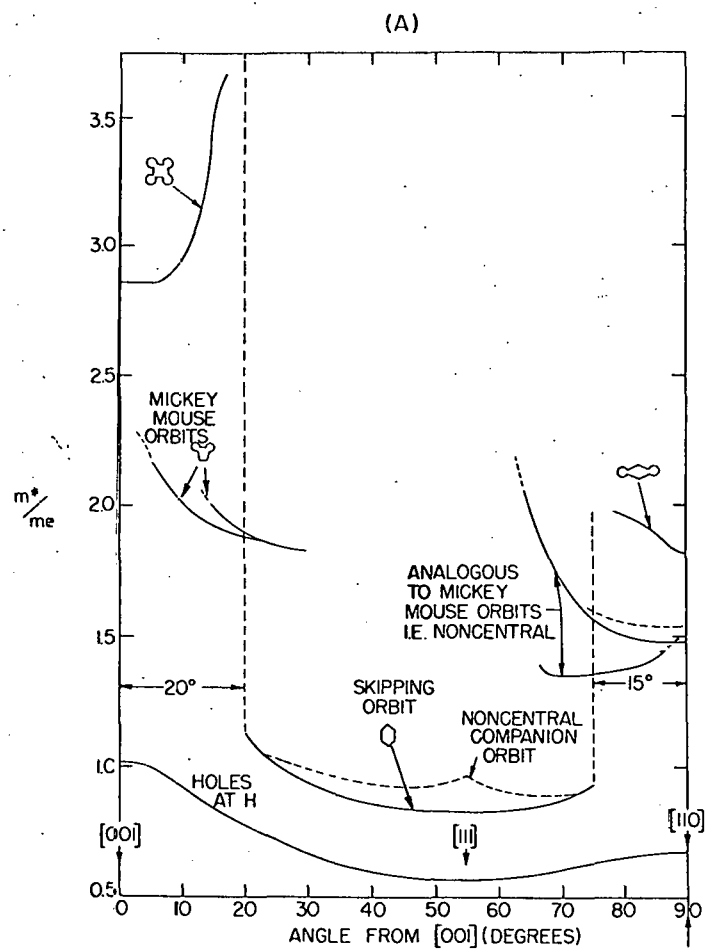 (A)
3.5
3.0
2.5
2.0
1.5
1.0
0.5
m*/me
MICKEY
MOUSE
ORBITS
ANALOGOUS
TO MICKEY
MOUSE ORBITS
I.E. NONCENTRAL
20°
15°
SKIPPING
ORBIT
NONCENTRAL
COMPANION
ORBIT
HOLES
AT H
[001]
[111]
[110]
0 10 20 30 40 50 60 70 80 90
ANGLE FROM [001] (DEGREES)